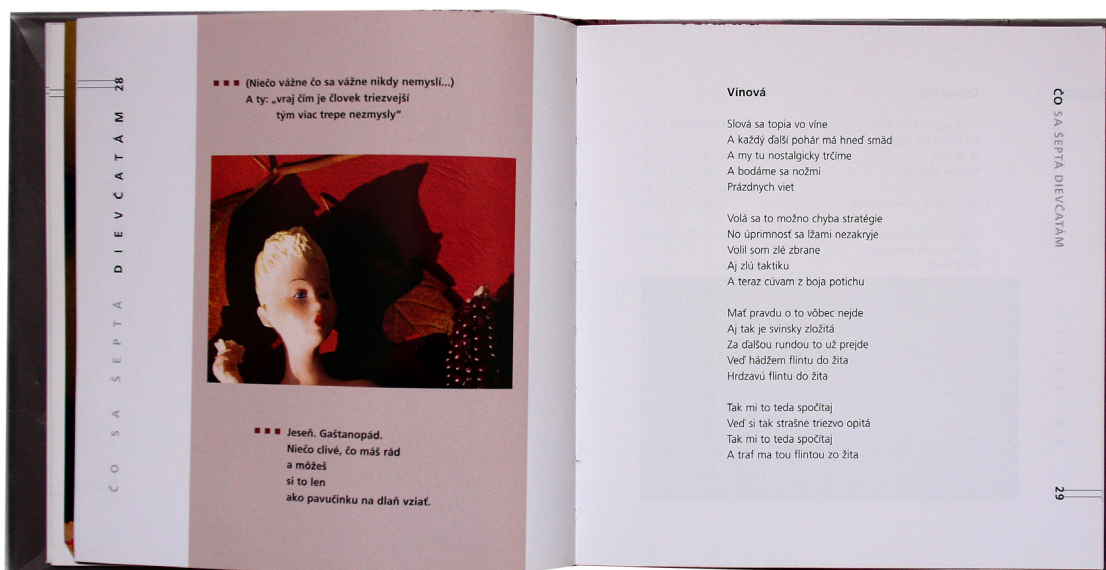 ČO SA ŠEPTÁ DIEVČATÁM 28
(Niečo vážne čo sa vážne nikdy nemyslí...)
A ty: „vraj čím je človek triezvejší
tým viac trepe nezmysly“
Jeseň. Gaštanopád.
Niečo clivé, čo máš rád
a môžeš
si to len
ako pavučinku na dlaň vziať.
Vínová
Slová sa topia vo víne
A každý ďalší pohár má hneď smäd
A my tu nostalgicky trčíme
A bodáme sa nožmi
Prázdnych viet
Volá sa to možno chyba stratégie
No úprimnosť sa lžami nezakryje
Volil som zlé zbrane
Aj zlú taktiku
A teraz cúvam z boja potichu
Mať pravdu o to vôbec nejde
Aj tak je svinsky zložitá
Za ďalšou rundou to už prejde
Veď hádžem flintu do žita
Hrdzavú flintu do žita
Tak mi to teda spočítaj
Veď si tak strašne triezvo opitá
Tak mi to teda spočítaj
A traf ma tou flintou zo žita
ČO SA ŠEPTÁ DIEVČATÁM
29